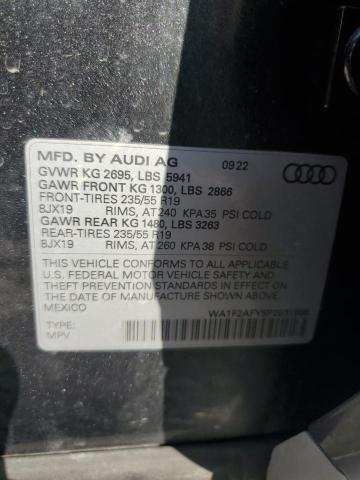 MFD. BY AUDI AG 09 22
GVWR KG 2695, LBS 5941
GAWR FRONT KG 1300, LBS 2866
FRONT-TIRES 235/55 R19
8JX19 RIMS, AT 240 KPA 35 PSI COLD
GAWR REAR KG 1480, LBS 3263
REAR-TIRES 235/55 R19
8JX19 RIMS, AT 260 KPA 38 PSI COLD
THIS VEHICLE CONFORMS TO ALL APPLICABLE
U.S. FEDERAL MOTOR VEHICLE SAFETY AND
THEFT PREVENTION STANDARDS IN EFFECT ON
THE DATE OF MANUFACTURE SHOWN ABOVE
MEXICO
TYPE:
MPV